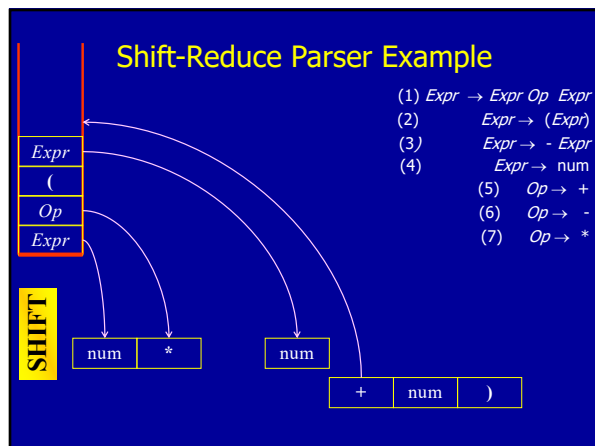 Shift-Reduce Parser Example
(1) Expr → Expr Op Expr
(2) Expr → (Expr)
(3) Expr → - Expr
(4) Expr → num
(5) Op → +
(6) Op → -
(7) Op → *
Expr
(
Op
Expr
SHIFT
num * num
+ num )